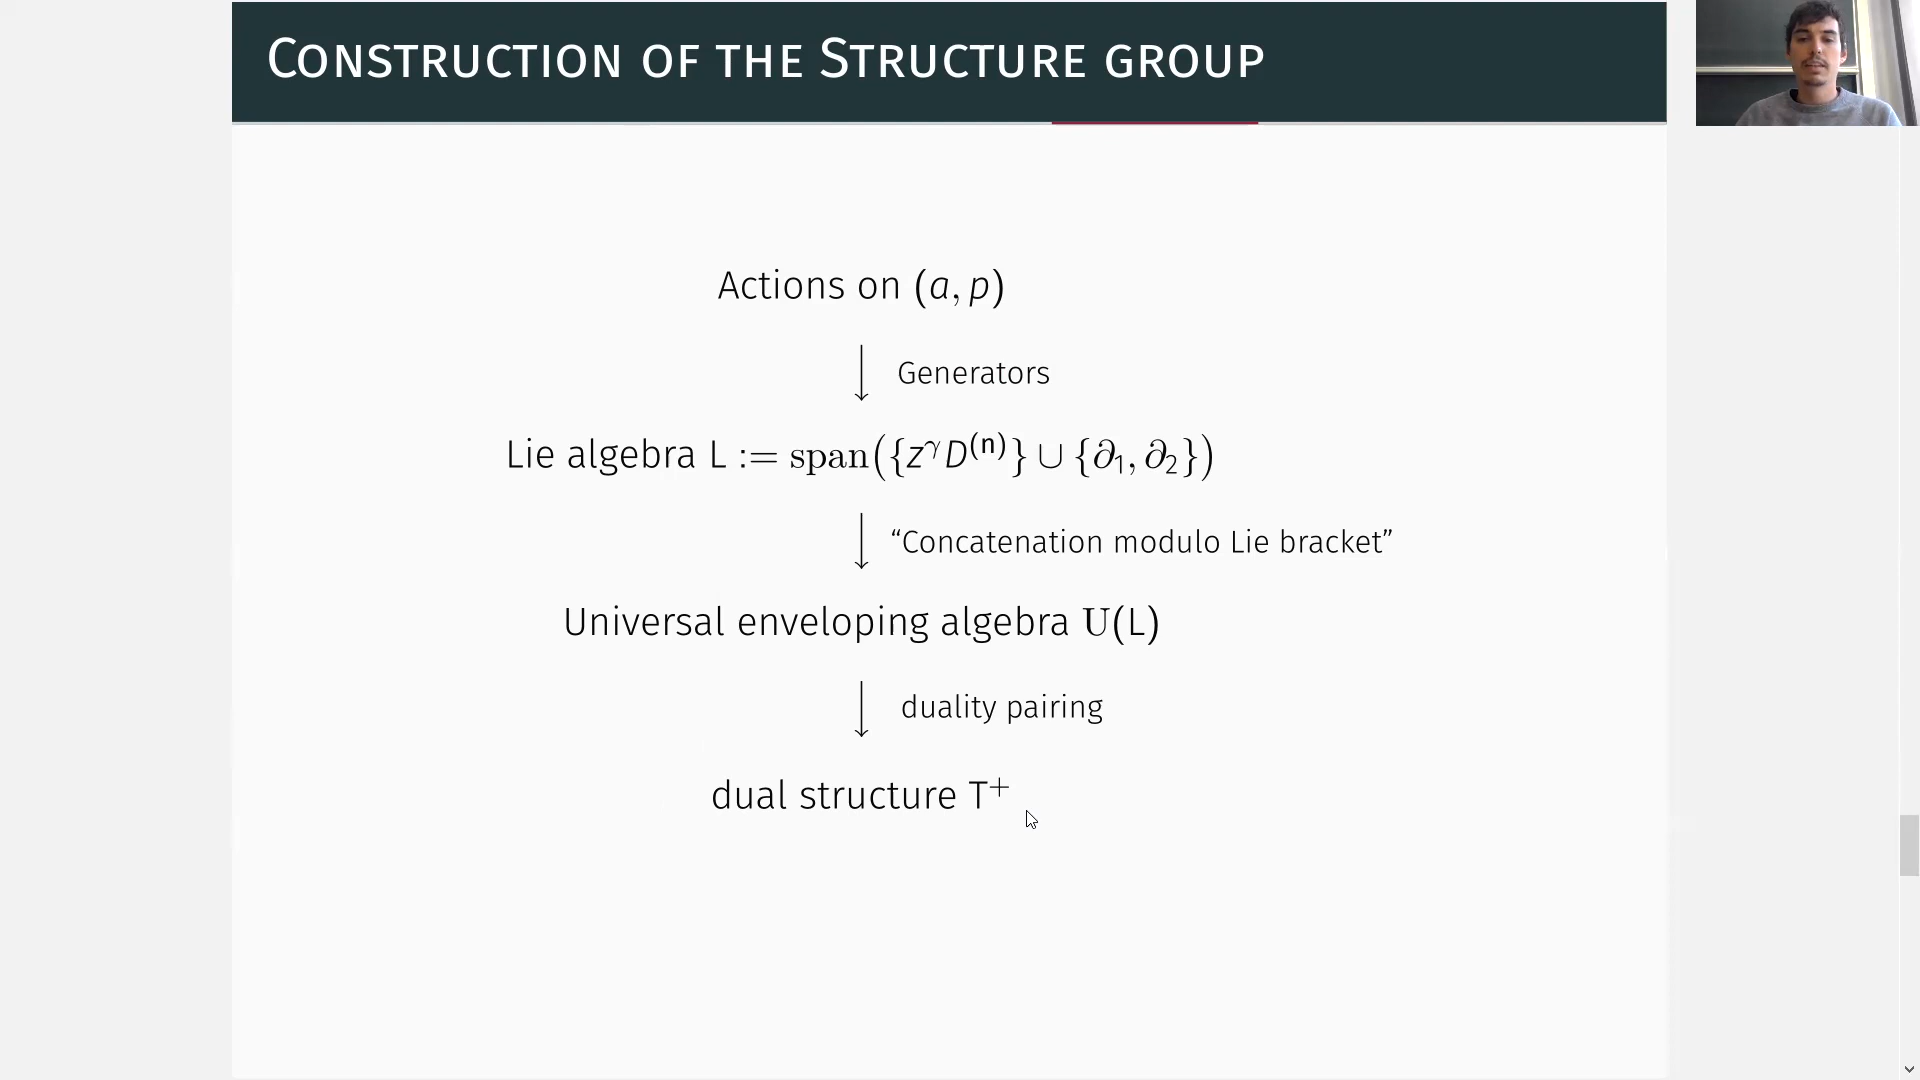 Construction of the Structure group
Actions on (a, p)
↓ Generators
Lie algebra L := span({z^γ D^(n)} ∪ {∂₁, ∂₂})
↓ “Concatenation modulo Lie bracket”
Universal enveloping algebra U(L)
↓ duality pairing
dual structure T⁺